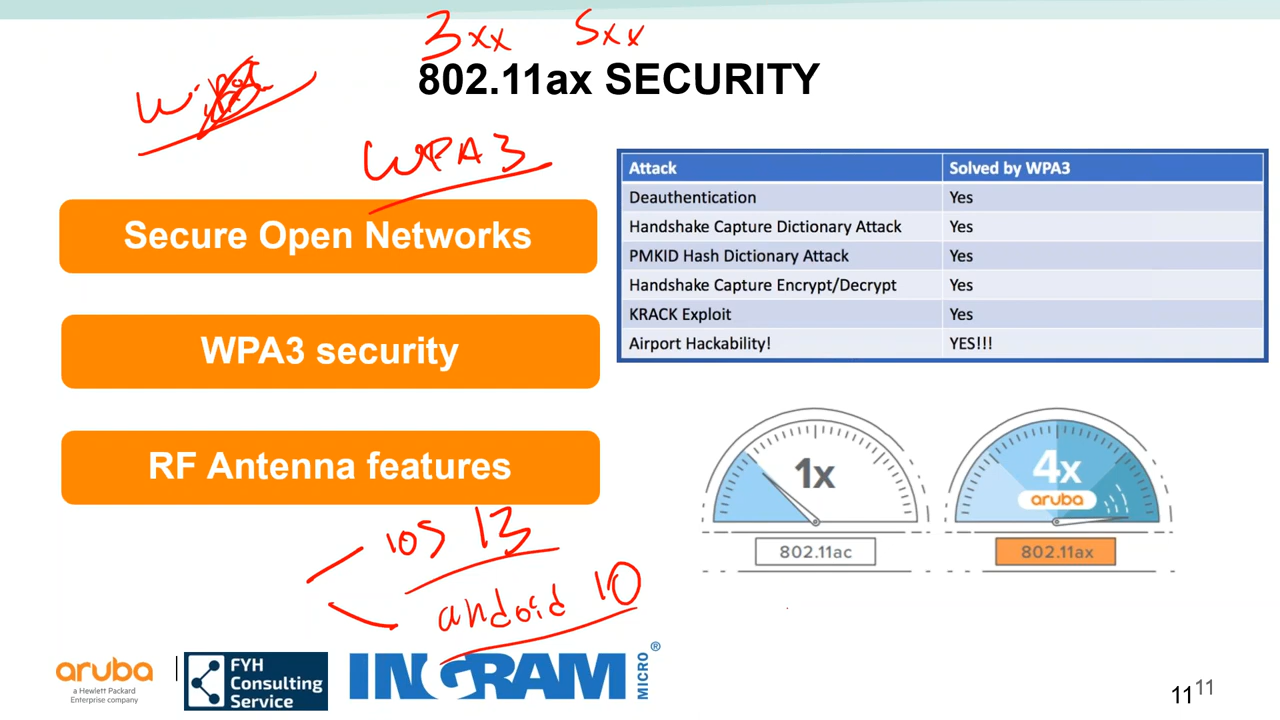 3xx 5xx
802.11ax SECURITY
WPA3
Secure Open Networks
WPA3 security
RF Antenna features
Attack Solved by WPA3
Deauthentication Yes
Handshake Capture Dictionary Attack Yes
PMKID Hash Dictionary Attack Yes
Handshake Capture Encrypt/Decrypt Yes
KRACK Exploit Yes
Airport Hackability! YES!!!
1x
802.11ac
4x
aruba
802.11ax
ios 13
andoid 10
aruba
a Hewlett Packard
Enterprise company
FYH
Consulting
Service
INGRAM
MICRO
®
11
11